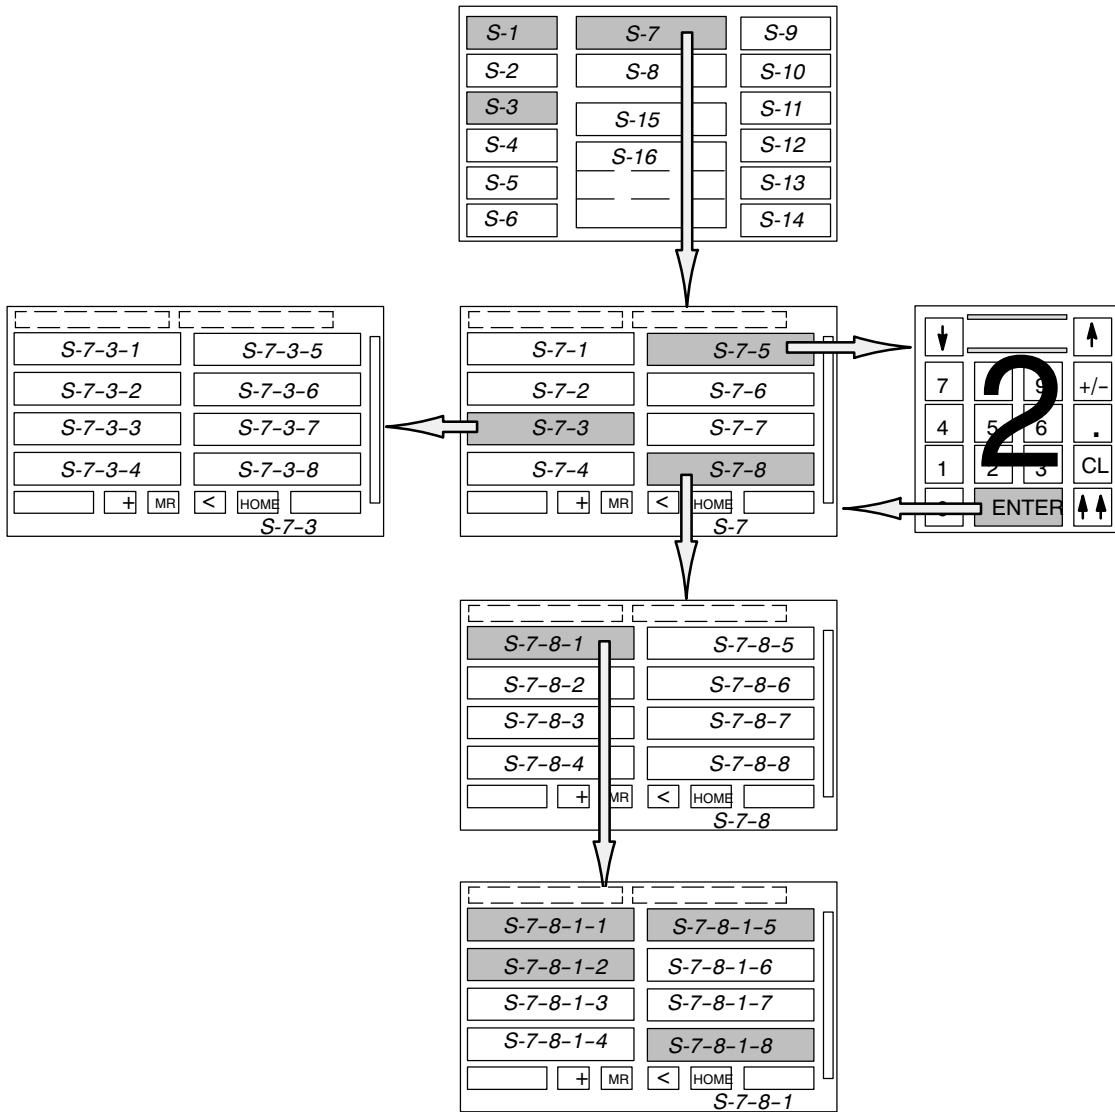 S-1 S-7 S-9
S-2 S-8 S-10
S-3 S-15 S-11
S-4 S-16 S-12
S-5 S-13
S-6 S-14
S-7-3-1 S-7-3-5
S-7-3-2 S-7-3-6
S-7-3-3 S-7-3-7
S-7-3-4 S-7-3-8
+ MR < HOME
S-7-3
S-7-1 S-7-5
S-7-2 S-7-6
S-7-3 S-7-7
S-7-4 S-7-8
+ MR < HOME
S-7
2
7 9 +/-
4 5 6 .
1 2 3 CL
ENTER
S-7-8-1 S-7-8-5
S-7-8-2 S-7-8-6
S-7-8-3 S-7-8-7
S-7-8-4 S-7-8-8
+ MR < HOME
S-7-8
S-7-8-1-1 S-7-8-1-5
S-7-8-1-2 S-7-8-1-6
S-7-8-1-3 S-7-8-1-7
S-7-8-1-4 S-7-8-1-8
+ MR < HOME
S-7-8-1